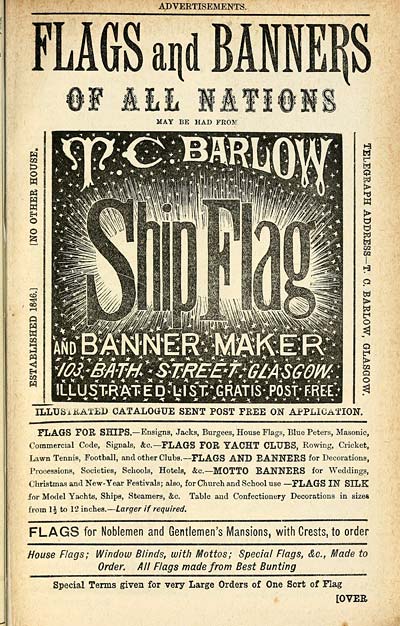 ADVERTISEMENTS.
FLAGS and BANNERS
OF ALL NATIONS
MAY BE HAD FROM
ESTABLISHED 1846.] [NO OTHER HOUSE.
T. C. BARLOW
Ship Flag
AND BANNER MAKER
103. BATH. STREET. GLASGOW.
ILLUSTRATED·LIST·GRATIS·POST·FREE.
TELEGRAPH ADDRESS—T. C. BARLOW, GLASGOW
ILLUSTRATED CATALOGUE SENT POST FREE ON APPLICATION.
FLAGS FOR SHIPS.—Ensigns, Jacks, Burgees, House Flags, Blue Peters, Masonic,
Commercial Code, Signals, &c.—FLAGS FOR YACHT CLUBS, Rowing, Cricket,
Lawn Tennis, Football, and other Clubs.—FLAGS AND BANNERS for Decorations,
Processions, Societies, Schools, Hotels, &c.—MOTTO BANNERS for Weddings,
Christmas and New-Year Festivals; also, for Church and School use —FLAGS IN SILK
for Model Yachts, Ships, Steamers, &c. Table and Confectionery Decorations in sizes
from 1½ to 12 inches.—Larger if required.
FLAGS for Noblemen and Gentlemen's Mansions, with Crests, to order
House Flags; Window Blinds, with Mottos; Special Flags, &c., Made to
Order. All Flags made from Best Bunting
Special Terms given for very Large Orders of One Sort of Flag
[OVER